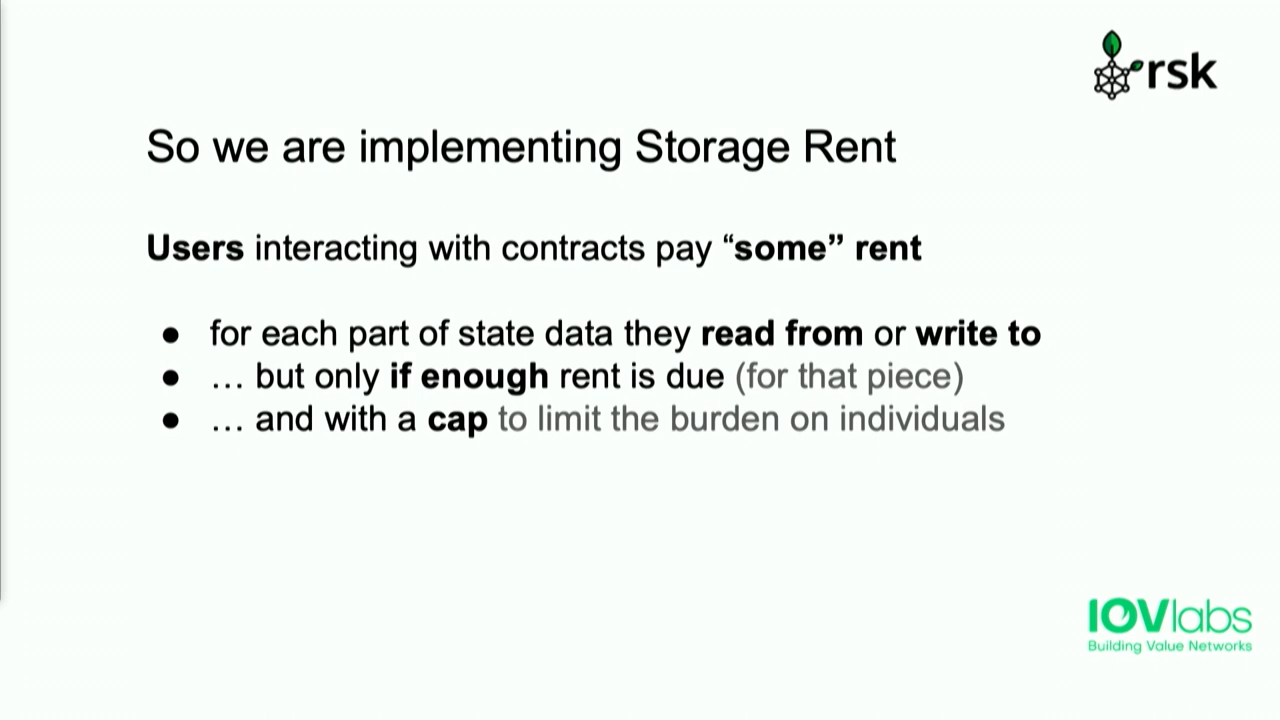 rsk
So we are implementing Storage Rent
Users interacting with contracts pay “some” rent
● for each part of state data they read from or write to
● … but only if enough rent is due (for that piece)
● … and with a cap to limit the burden on individuals
IOVlabs
Building Value Networks